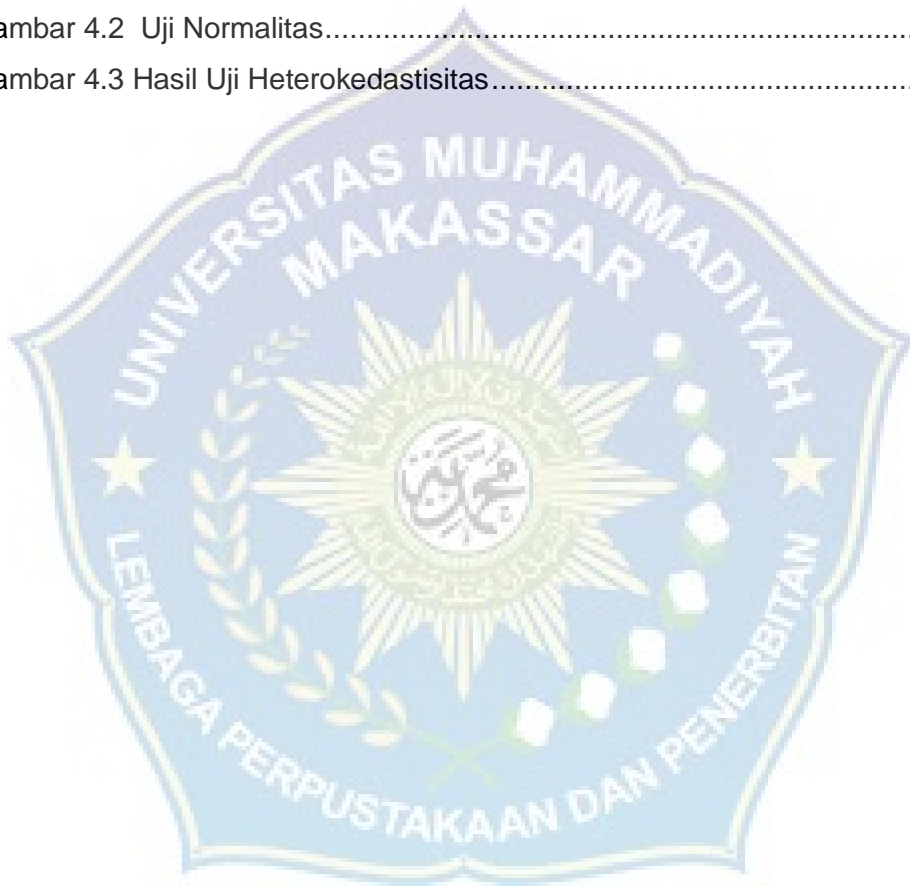 ambar 4.2 Uji Normalitas....................................................................
ambar 4.3 Hasil Uji Heterokedastisitas..................................................
UNIVERSITAS MUHAMMADIYAH
MAKASSAR
LEMBAGA PERPUSTAKAAN DAN PENERBITAN